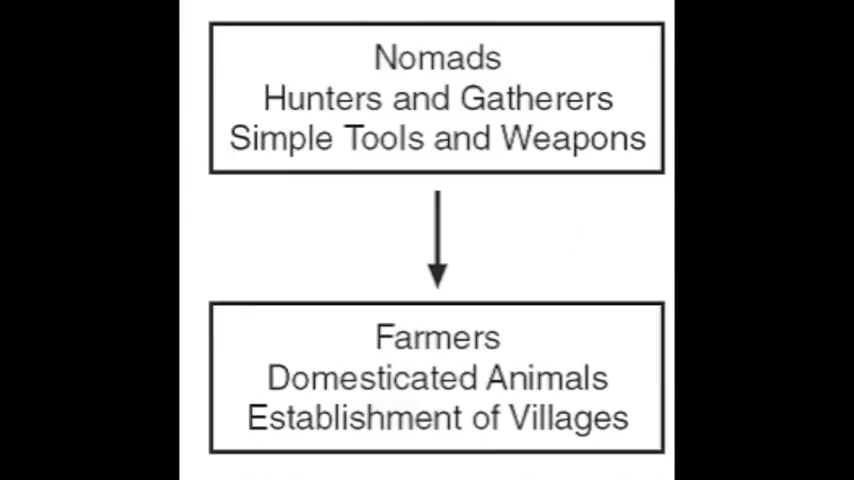 Nomads
Hunters and Gatherers
Simple Tools and Weapons
Farmers
Domesticated Animals
Establishment of Villages